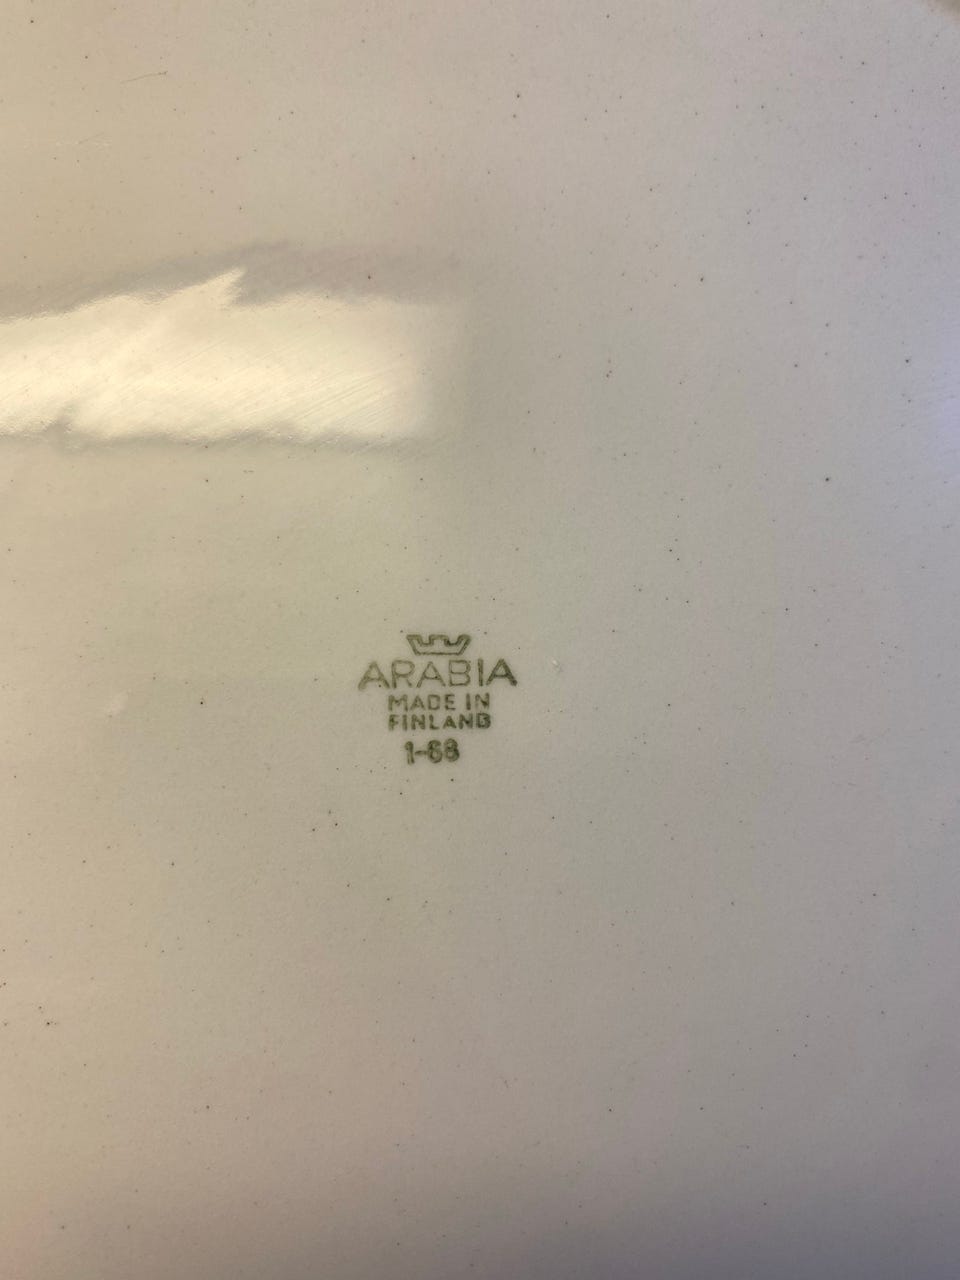 ARABIA
MADE IN
FINLAND
1-68